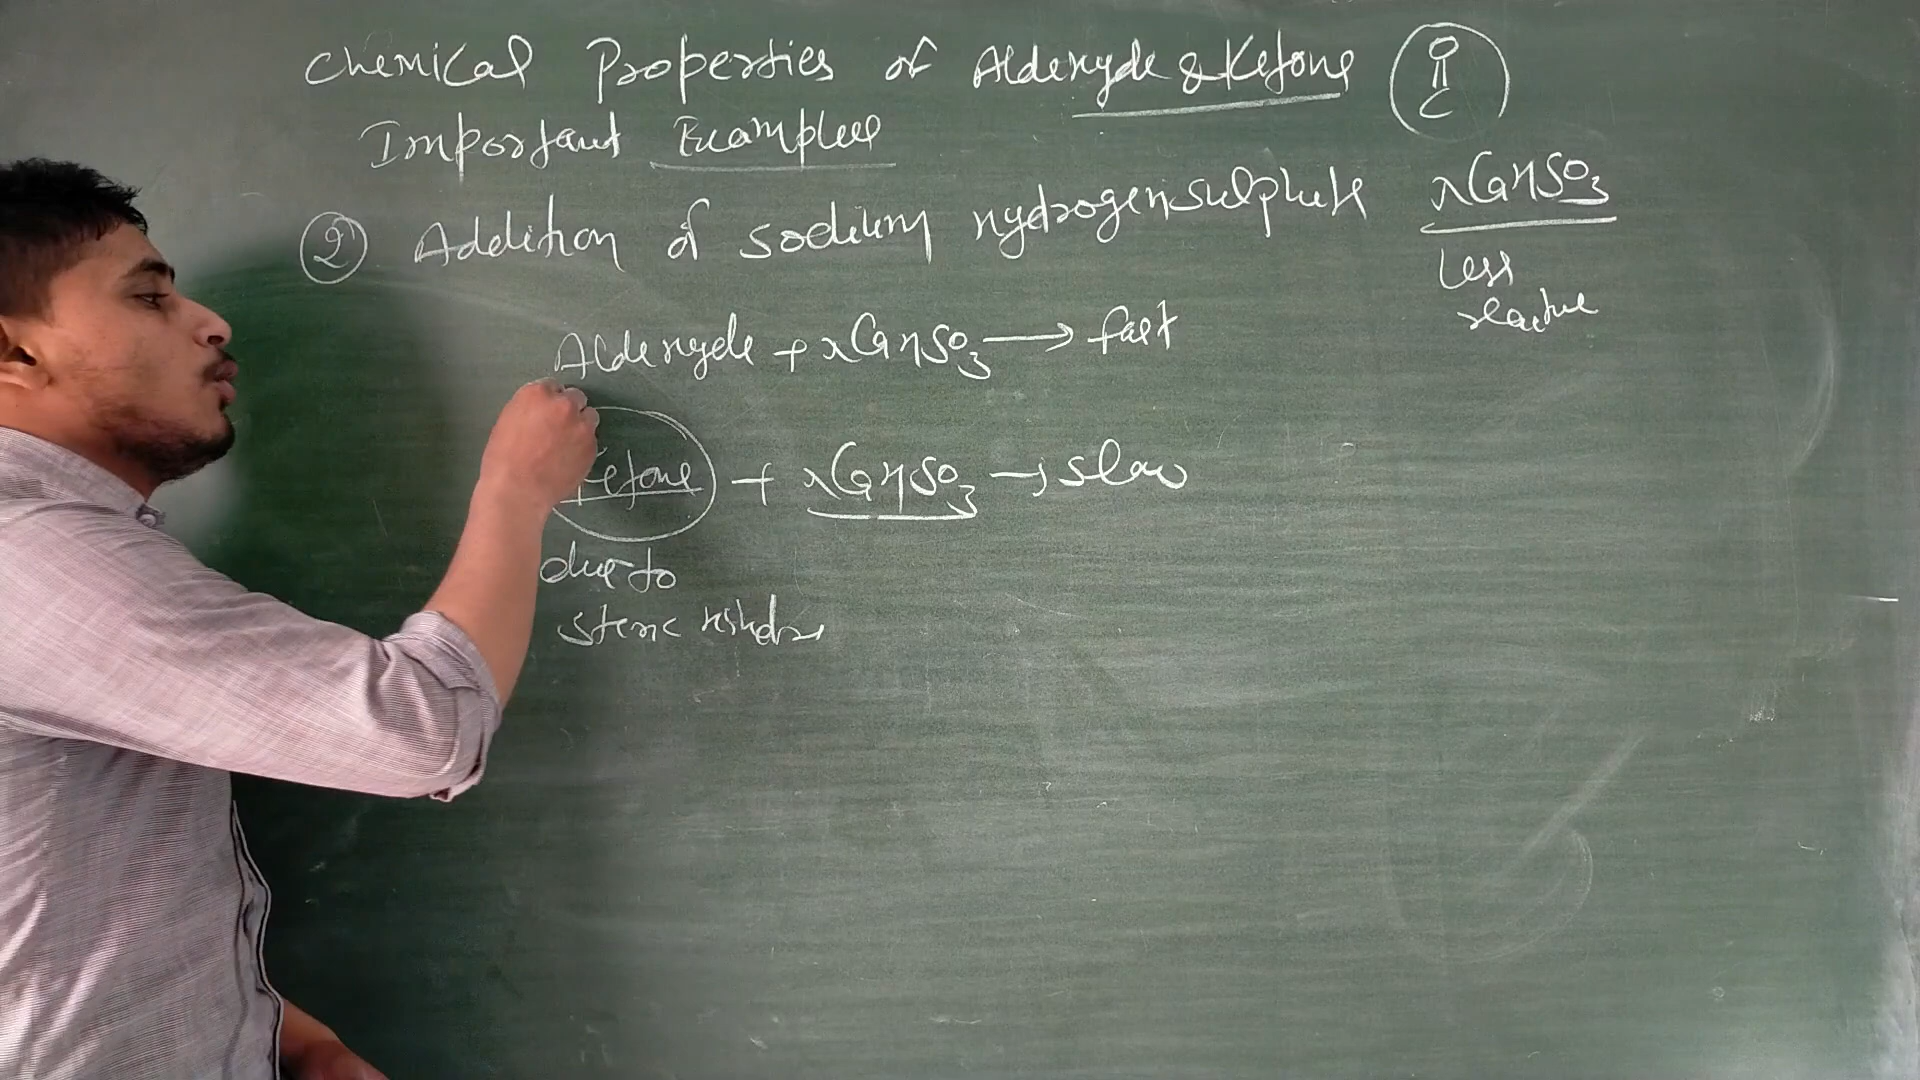 Chemical Properties of Aldehyde & Ketone O
||
C
Important Examples
② Addition of sodium hydrogensulphite NaHSO3
Less
reactive
Aldehyde + NaHSO3 → fast
Ketone + NaHSO3 → slow
due to
steric